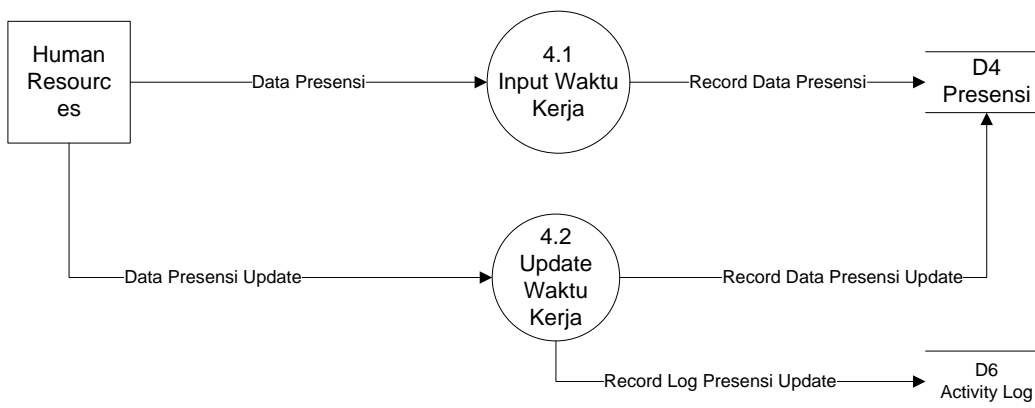 Human
Resourc
es
Data Presensi
4.1
Input Waktu
Kerja
Record Data Presensi
D4
Presensi
Data Presensi Update
4.2
Update
Waktu
Kerja
Record Data Presensi Update
Record Log Presensi Update
D6
Activity Log